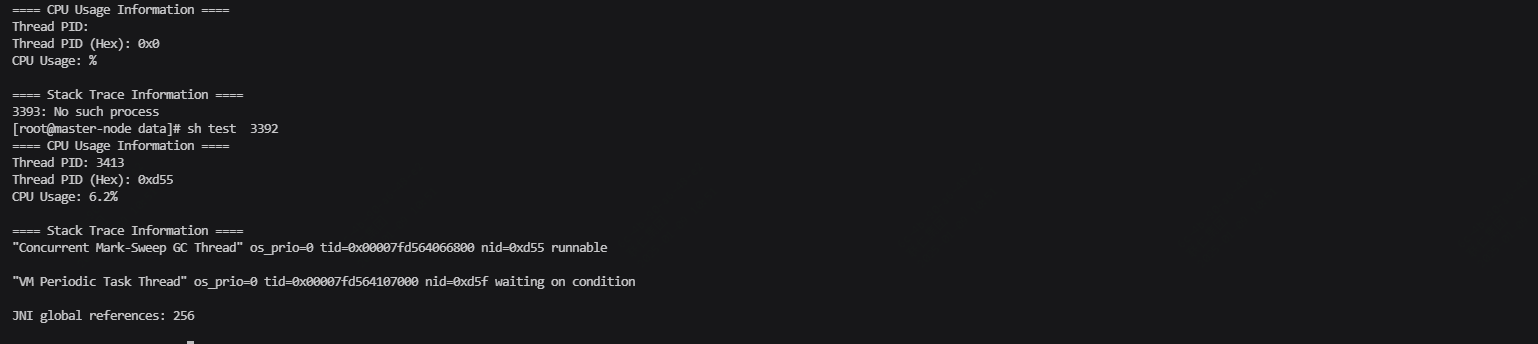 ==== CPU Usage Information ====
Thread PID:
Thread PID (Hex): 0x0
CPU Usage: %
==== Stack Trace Information ====
3393: No such process
[root@master-node data]# sh test  3392
==== CPU Usage Information ====
Thread PID: 3413
Thread PID (Hex): 0xd55
CPU Usage: 6.2%
==== Stack Trace Information ====
"Concurrent Mark-Sweep GC Thread" os_prio=0 tid=0x00007fd564066800 nid=0xd55 runnable
"VM Periodic Task Thread" os_prio=0 tid=0x00007fd564107000 nid=0xd5f waiting on condition
JNI global references: 256